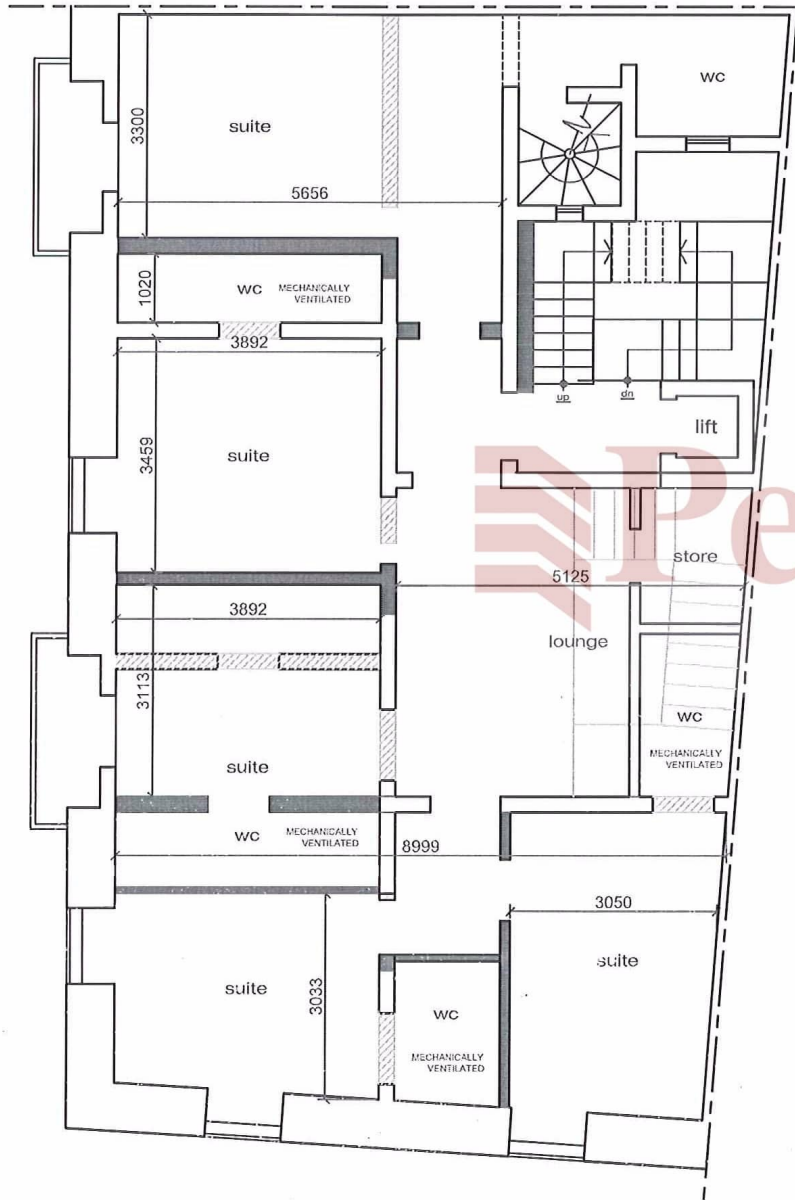 wc
suite
3300
5656
1020
wc
MECHANICALLY
VENTILATED
3892
up
dn
lift
3459
suite
Pe
store
5125
3892
lounge
3113
wc
MECHANICALLY
VENTILATED
suite
wc
MECHANICALLY
VENTILATED
8999
3050
suite
suite
3033
wc
MECHANICALLY
VENTILATED